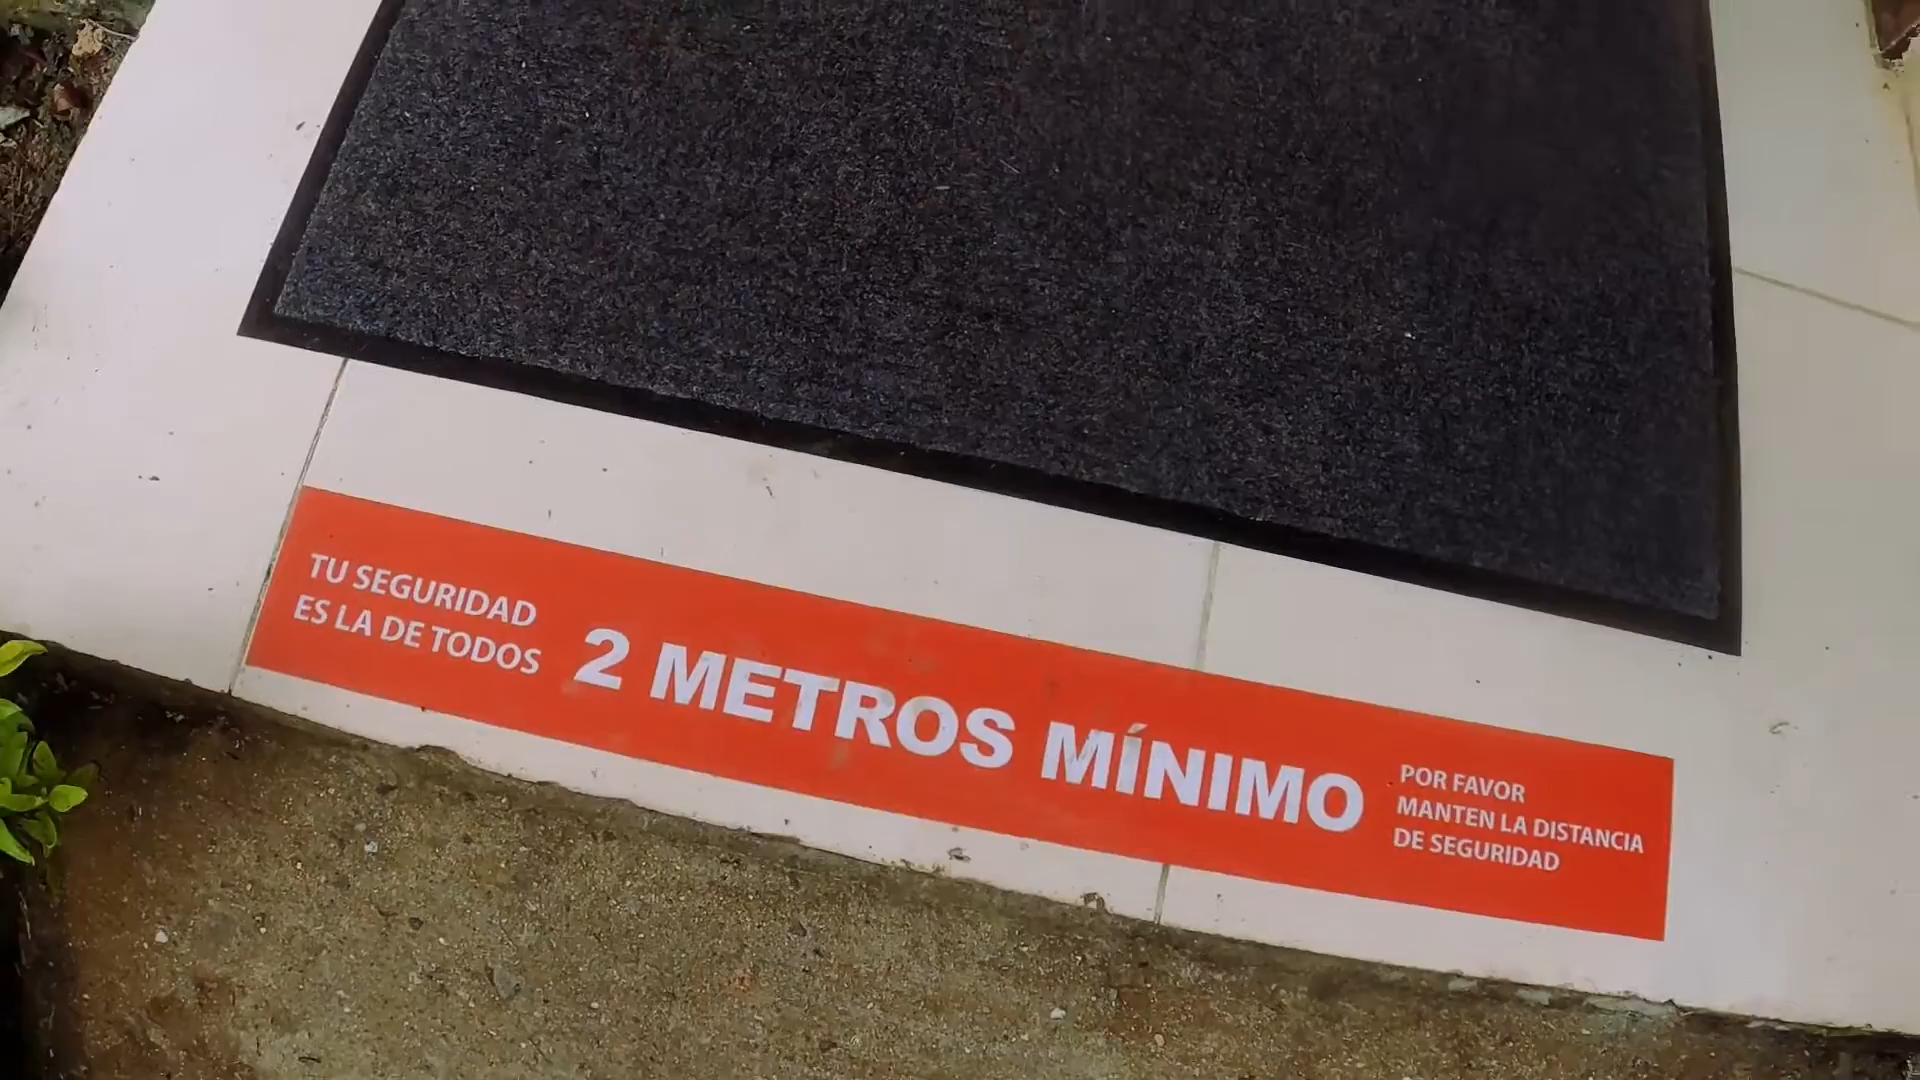 TU SEGURIDAD
ES LA DE TODOS
2 METROS MÍNIMO
POR FAVOR
MANTEN LA DISTANCIA
DE SEGURIDAD